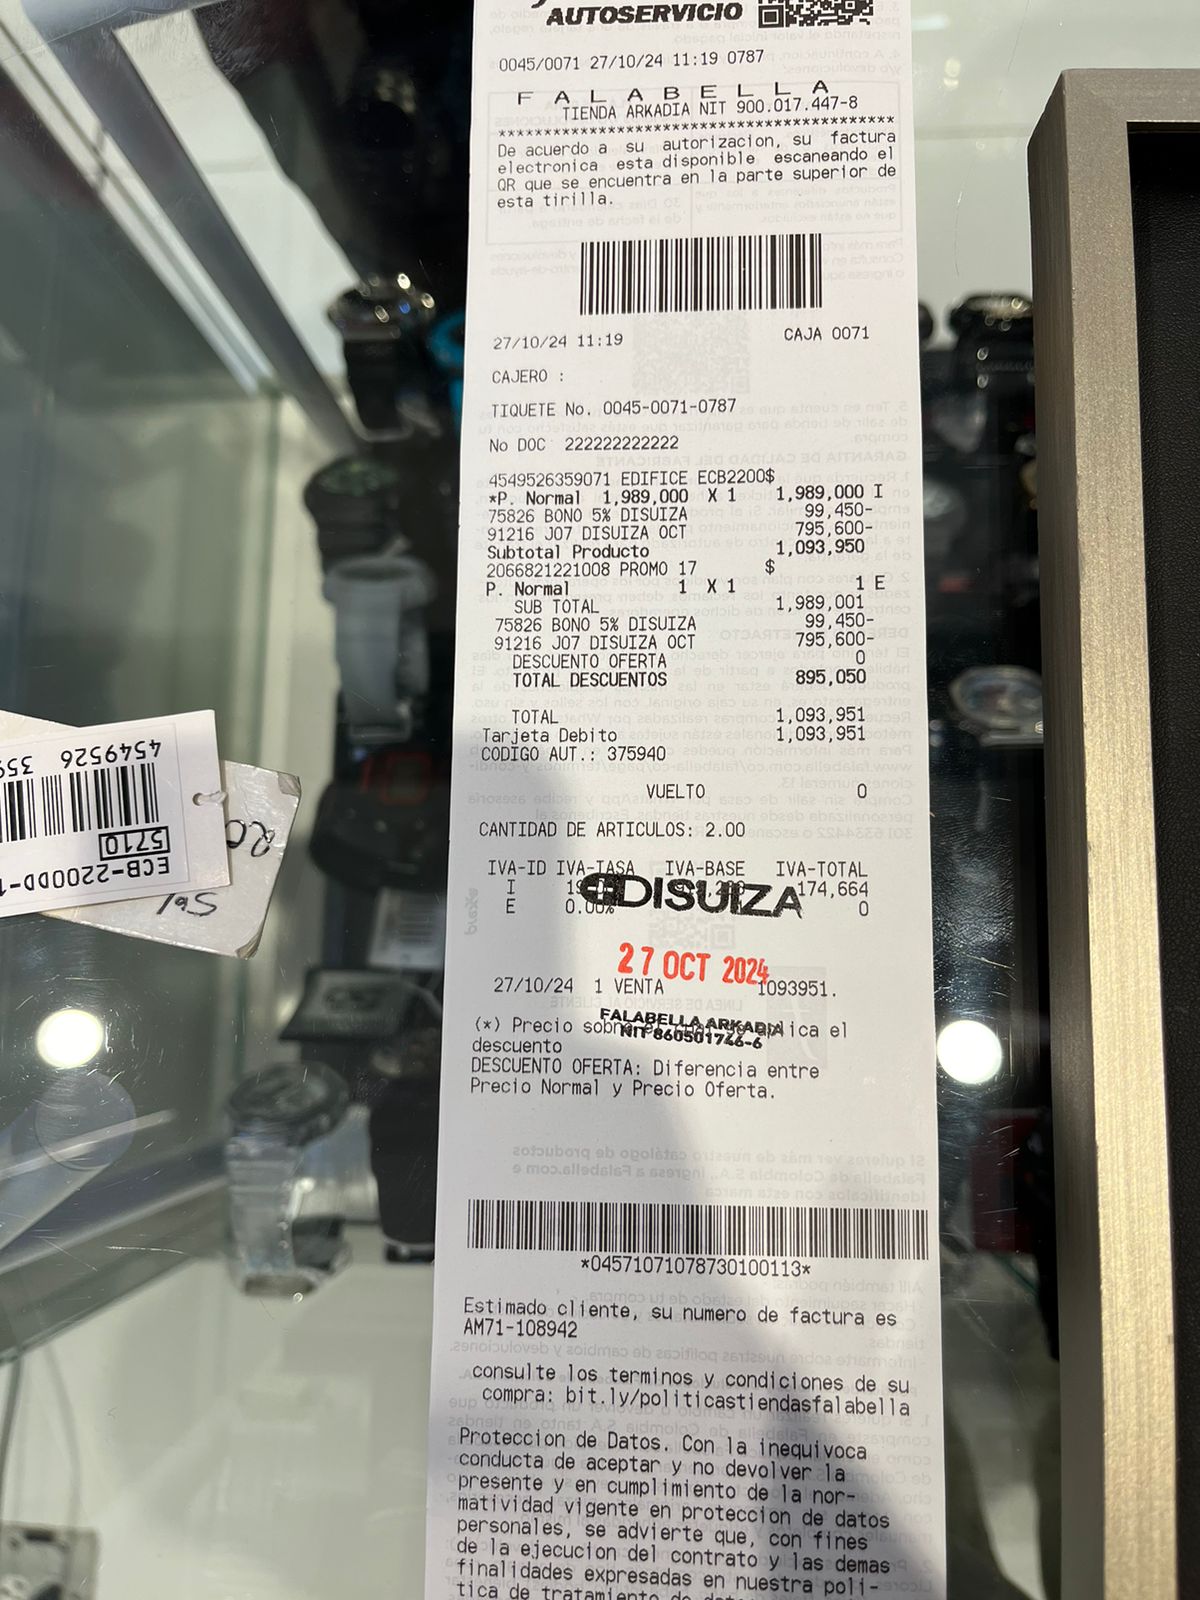 AUTOSERVICIO
0045/0071 27/10/24 11:19 0787
F A L A B E L L A
TIENDA ARKADIA NIT 900.017.447-8
******************************************
De acuerdo a su autorizacion, su factura
electronica esta disponible escaneando el
QR que se encuentra en la parte superior de
esta tirilla.
27/10/24 11:19 CAJA 0071
CAJERO :
TIQUETE No. 0045-0071-0787
No DOC 222222222222
4549526359071 EDIFICE ECB2200$
*P. Normal 1,989,000 X 1 1,989,000 I
75826 BONO 5% DISUIZA 99,450-
91216 J07 DISUIZA OCT 795,600-
Subtotal Producto 1,093,950
2066821221008 PROMO 17 $
P. Normal 1 X 1 1 E
SUB TOTAL 1,989,001
75826 BONO 5% DISUIZA 99,450-
91216 J07 DISUIZA OCT 795,600-
DESCUENTO OFERTA 0
TOTAL DESCUENTOS 895,050
TOTAL 1,093,951
Tarjeta Debito 1,093,951
CODIGO AUT.: 375940
VUELTO 0
CANTIDAD DE ARTICULOS: 2.00
IVA-ID IVA-TASA IVA-BASE IVA-TOTAL
I 174,664
E 0.00% 0
DISUIZA
27 OCT 2024
27/10/24 1 VENTA 1093951.
FALABELLA ARKADIA
NIT 860501746-6
(*) Precio sobre el aplica el
descuento
DESCUENTO OFERTA: Diferencia entre
Precio Normal y Precio Oferta.
*04571071078730100113*
Estimado cliente, su numero de factura es
AM71-108942
consulte los terminos y condiciones de su
compra: bit.ly/politicastiendasfalabella
Proteccion de Datos. Con la inequivoca
conducta de aceptar y no devolver la
presente y en cumplimiento de la nor-
matividad vigente en proteccion de datos
personales, se advierte que, con fines
de la ejecucion del contrato y las demas
finalidades expresadas en nuestra poli-
tica de tratamiento de
4549526 359
5710
ECB-2200DD-1